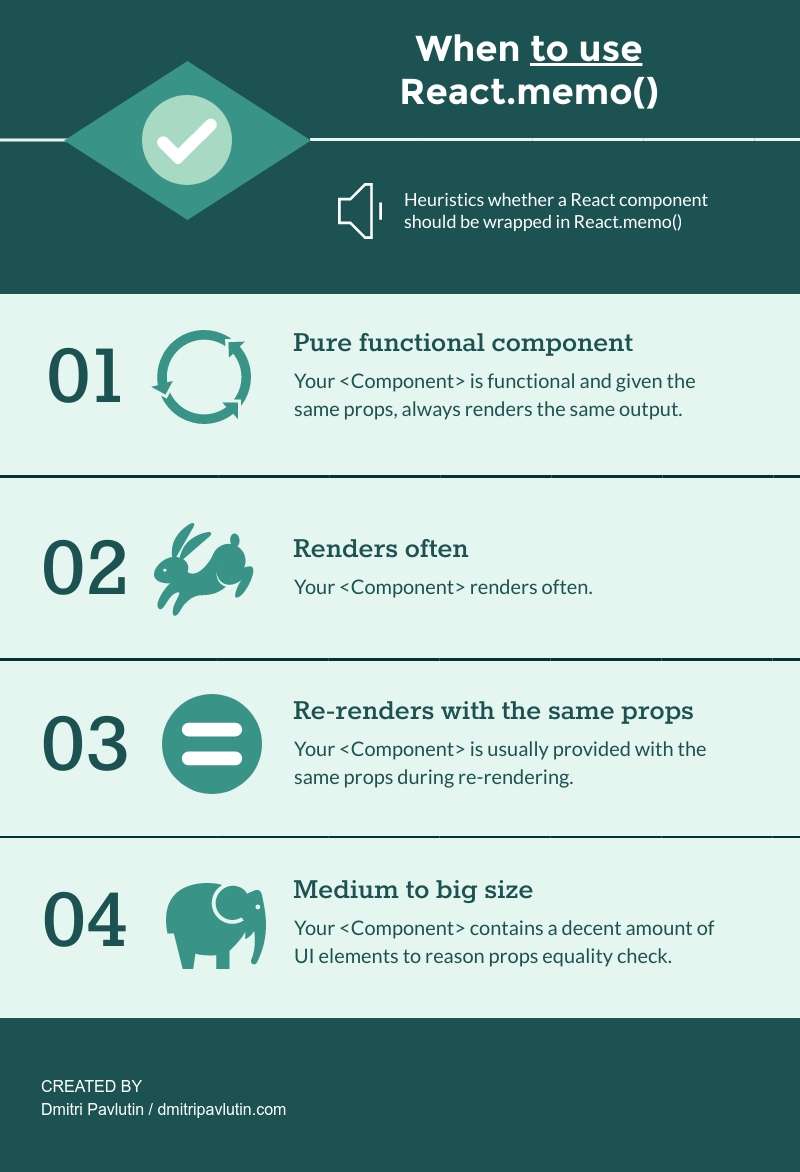 When to use
React.memo()
Heuristics whether a React component
should be wrapped in React.memo()
01
Pure functional component
Your <Component> is functional and given the
same props, always renders the same output.
02
Renders often
Your <Component> renders often.
03
Re-renders with the same props
Your <Component> is usually provided with the
same props during re-rendering.
04
Medium to big size
Your <Component> contains a decent amount of
UI elements to reason props equality check.
CREATED BY
Dmitri Pavlutin / dmitripavlutin.com